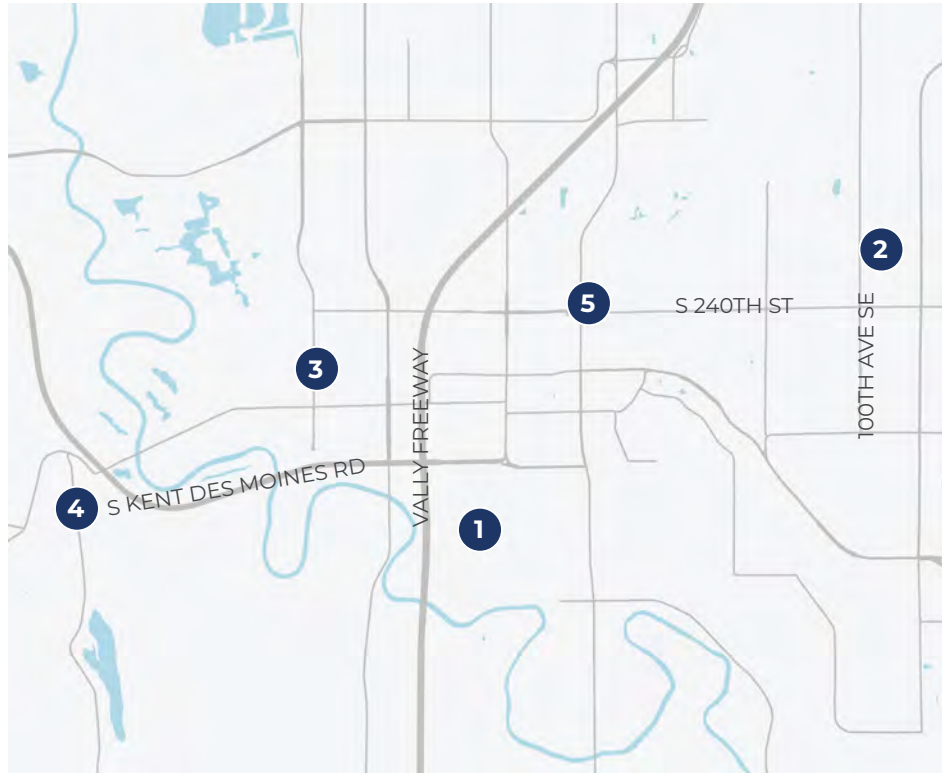 2
5
S 240TH ST
100TH AVE SE
3
VALLY FREEWAY
S KENT DES MOINES RD
4
1